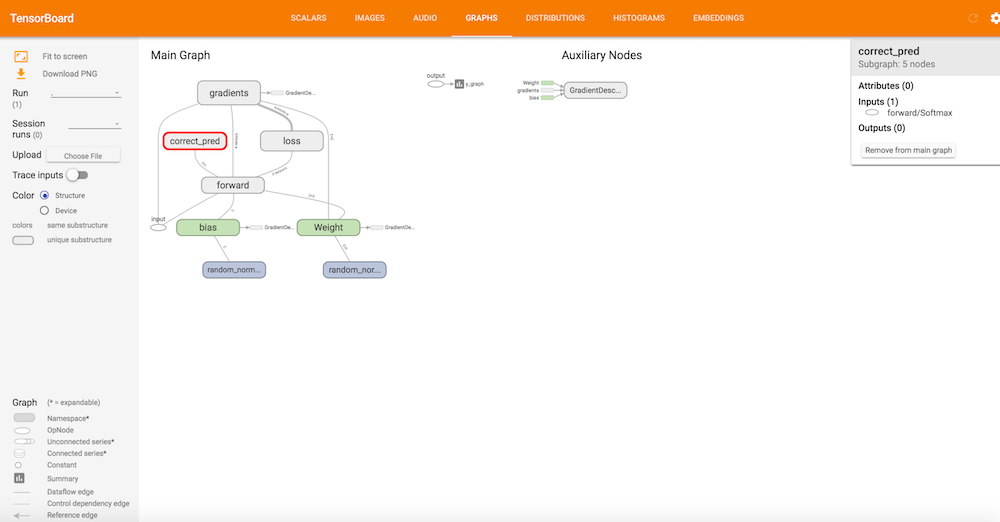 TensorBoard
SCALARS IMAGES AUDIO GRAPHS DISTRIBUTIONS HISTOGRAMS EMBEDDINGS
Fit to screen
Download PNG
Run
(1)
.
Session
runs (0)
Upload Choose File
Trace inputs
Color Structure
Device
colors same substructure
unique substructure
Graph (* = expandable)
Namespace*
OpNode
Unconnected series*
Connected series*
Constant
Summary
Dataflow edge
Control dependency edge
Reference edge
Main Graph
gradients
GradientDe...
correct_pred
loss
forward
input
bias
GradientDe...
Weight
GradientDe...
random_norm...
random_nor...
output
y_graph
Auxiliary Nodes
Weight
gradients
bias
GradientDesc...
correct_pred
Subgraph: 5 nodes
Attributes (0)
Inputs (1)
forward/Softmax
Outputs (0)
Remove from main graph